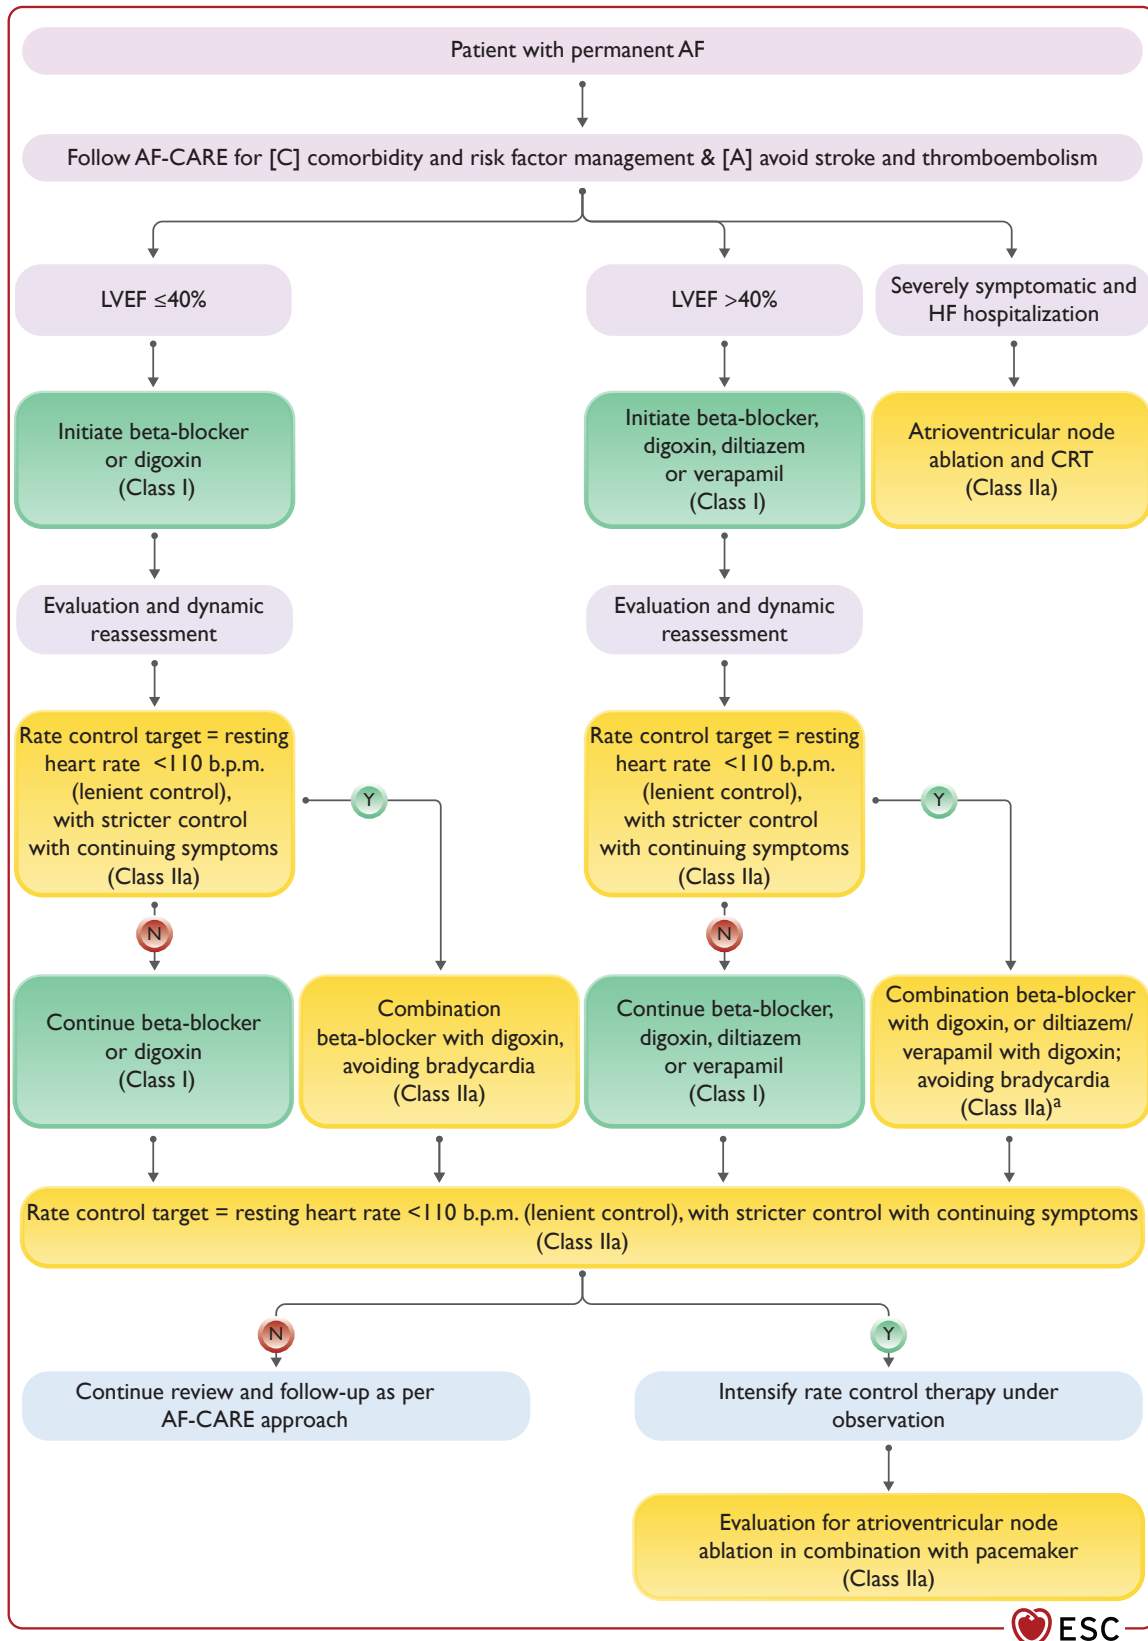 Patient with permanent AF
Follow AF-CARE for [C] comorbidity and risk factor management & [A] avoid stroke and thromboembolism
LVEF ≤40%
LVEF >40%
Severely symptomatic and
HF hospitalization
Initiate beta-blocker
or digoxin
(Class I)
Initiate beta-blocker,
digoxin, diltiazem
or verapamil
(Class I)
Atrioventricular node
ablation and CRT
(Class IIa)
Evaluation and dynamic
reassessment
Evaluation and dynamic
reassessment
Rate control target = resting
heart rate <110 b.p.m.
(lenient control),
with stricter control
with continuing symptoms
(Class IIa)
Y
N
Rate control target = resting
heart rate <110 b.p.m.
(lenient control),
with stricter control
with continuing symptoms
(Class IIa)
Y
N
Continue beta-blocker
or digoxin
(Class I)
Combination
beta-blocker with digoxin,
avoiding bradycardia
(Class IIa)
Continue beta-blocker,
digoxin, diltiazem
or verapamil
(Class I)
Combination beta-blocker
with digoxin, or diltiazem/
verapamil with digoxin;
avoiding bradycardia
(Class IIa)ᵃ
Rate control target = resting heart rate <110 b.p.m. (lenient control), with stricter control with continuing symptoms
(Class IIa)
N
Y
Continue review and follow-up as per
AF-CARE approach
Intensify rate control therapy under
observation
Evaluation for atrioventricular node
ablation in combination with pacemaker
(Class IIa)
ESC